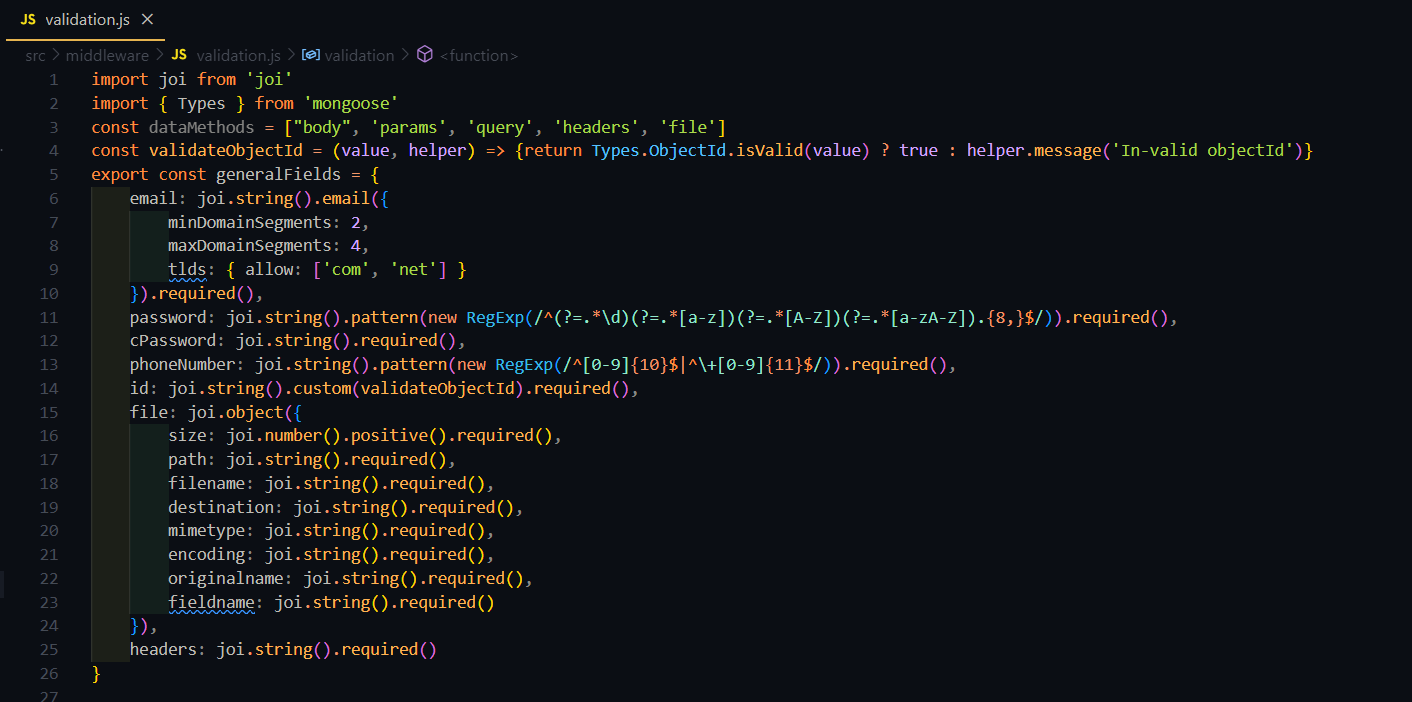 JS validation.js ×
src > middleware > JS validation.js > validation > <function>
1 import joi from 'joi'
2 import { Types } from 'mongoose'
3 const dataMethods = ["body", 'params', 'query', 'headers', 'file']
4 const validateObjectId = (value, helper) => {return Types.ObjectId.isValid(value) ? true : helper.message('In-valid objectId')}
5 export const generalFields = {
6     email: joi.string().email({
7         minDomainSegments: 2,
8         maxDomainSegments: 4,
9         tlds: { allow: ['com', 'net'] }
10     }).required(),
11     password: joi.string().pattern(new RegExp(/^(?=.*\d)(?=.*[a-z])(?=.*[A-Z])(?=.*[a-zA-Z]).{8,}$/)).required(),
12     cPassword: joi.string().required(),
13     phoneNumber: joi.string().pattern(new RegExp(/^[0-9]{10}$|^\+[0-9]{11}$/)).required(),
14     id: joi.string().custom(validateObjectId).required(),
15     file: joi.object({
16         size: joi.number().positive().required(),
17         path: joi.string().required(),
18         filename: joi.string().required(),
19         destination: joi.string().required(),
20         mimetype: joi.string().required(),
21         encoding: joi.string().required(),
22         originalname: joi.string().required(),
23         fieldname: joi.string().required()
24     }),
25     headers: joi.string().required()
26 }
27